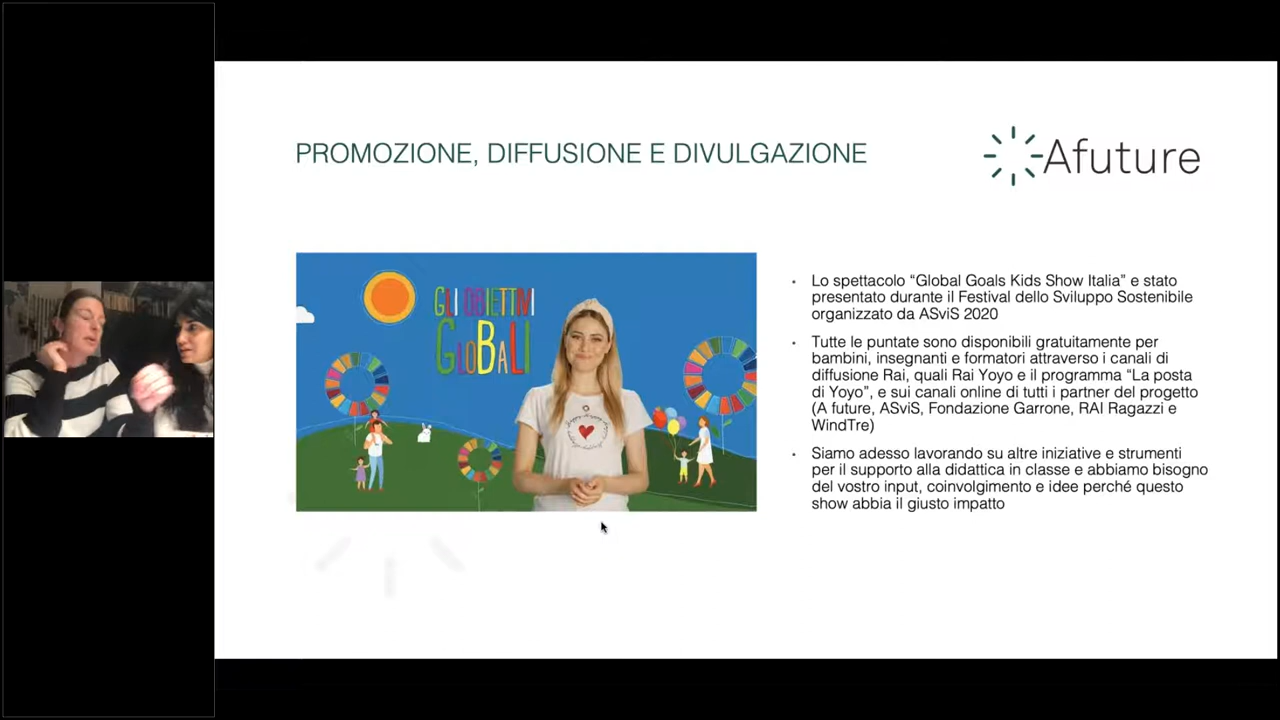 PROMOZIONE, DIFFUSIONE E DIVULGAZIONE
Afuture
GLI OBIETTIVI
GLOBALI
• Lo spettacolo “Global Goals Kids Show Italia” e stato
presentato durante il Festival dello Sviluppo Sostenibile
organizzato da ASviS 2020
• Tutte le puntate sono disponibili gratuitamente per
bambini, insegnanti e formatori attraverso i canali di
diffusione Rai, quali Rai Yoyo e il programma “La posta
di Yoyo”, e sui canali online di tutti i partner del progetto
(A future, ASviS, Fondazione Garrone, RAI Ragazzi e
WindTre)
• Siamo adesso lavorando su altre iniziative e strumenti
per il supporto alla didattica in classe e abbiamo bisogno
del vostro input, coinvolgimento e idee perché questo
show abbia il giusto impatto